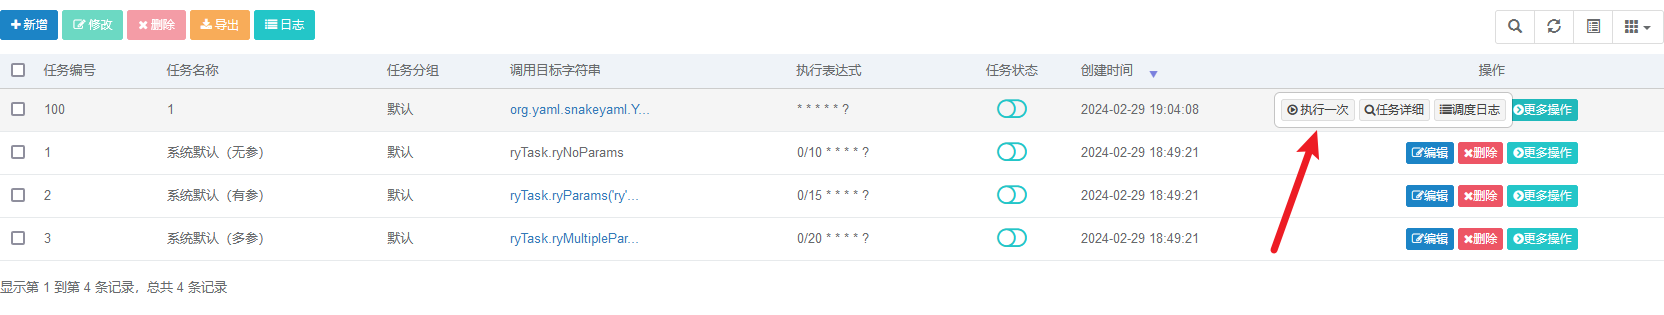 新增 修改 删除 导出 日志
任务编号 任务名称 任务分组 调用目标字符串 执行表达式 任务状态 创建时间 操作
100 1 默认 org.yaml.snakeyaml.Y... * * * * * ? 2024-02-29 19:04:08 执行一次 任务详细 调度日志 更多操作
1 系统默认（无参） 默认 ryTask.ryNoParams 0/10 * * * * ? 2024-02-29 18:49:21 编辑 删除 更多操作
2 系统默认（有参） 默认 ryTask.ryParams('ry'... 0/15 * * * * ? 2024-02-29 18:49:21 编辑 删除 更多操作
3 系统默认（多参） 默认 ryTask.ryMultiplePar... 0/20 * * * * ? 2024-02-29 18:49:21 编辑 删除 更多操作
显示第 1 到第 4 条记录，总共 4 条记录